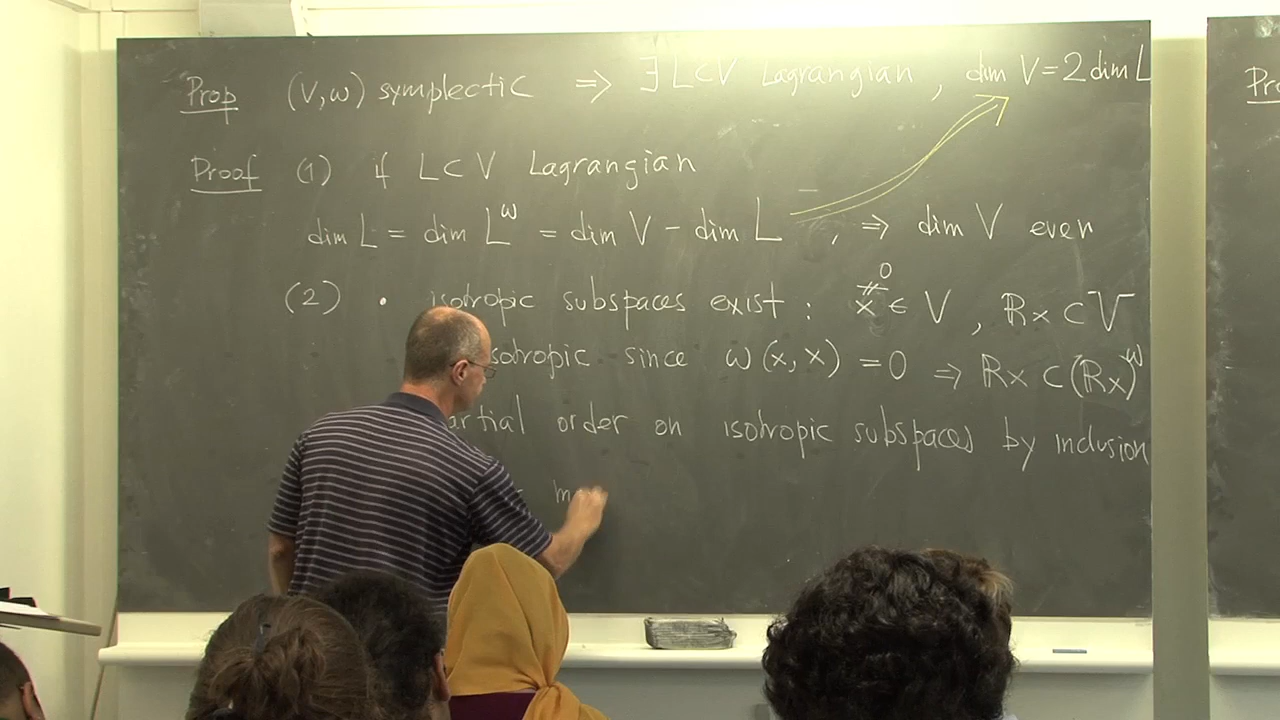 Prop (V,ω) symplectic ⇒ ∃ L⊂V Lagrangian, dim V=2 dim L
Proof (1) if L⊂V Lagrangian
dim L = dim L^ω = dim V − dim L, ⇒ dim V even
(2) • isotropic subspaces exist : 0 ≠ x ∈ V, ℝx ⊂ V
isotropic since ω(x,x) = 0 ⇒ ℝx ⊂ (ℝx)^ω
partial order on isotropic subspaces by inclusion